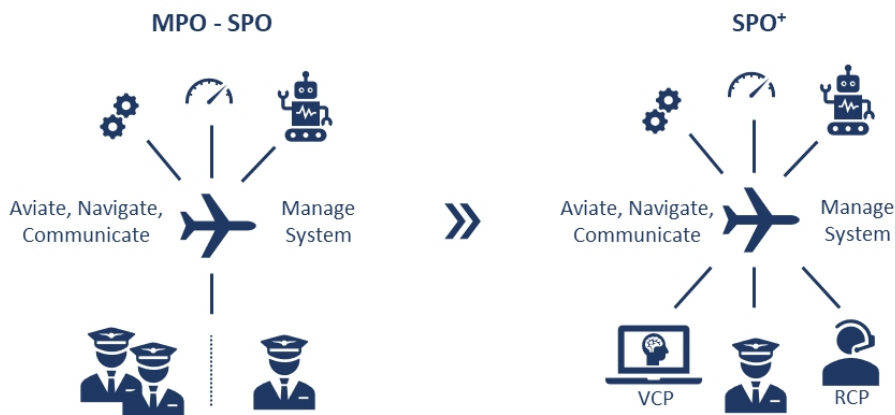 MPO - SPO
Aviate, Navigate,
Communicate
Manage
System
SPO⁺
Aviate, Navigate,
Communicate
Manage
System
VCP
RCP